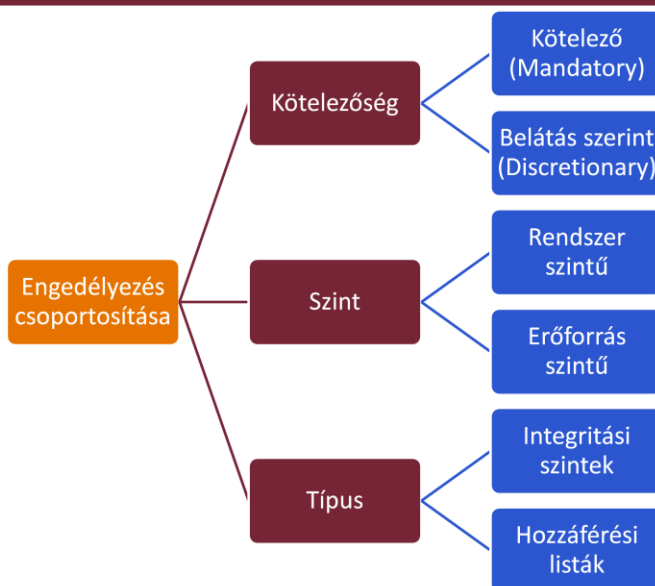 Engedélyezés
csoportosítása
Kötelezőség
Kötelező
(Mandatory)
Belátás szerint
(Discretionary)
Szint
Rendszer
szintű
Erőforrás
szintű
Típus
Integritási
szintek
Hozzáférési
listák